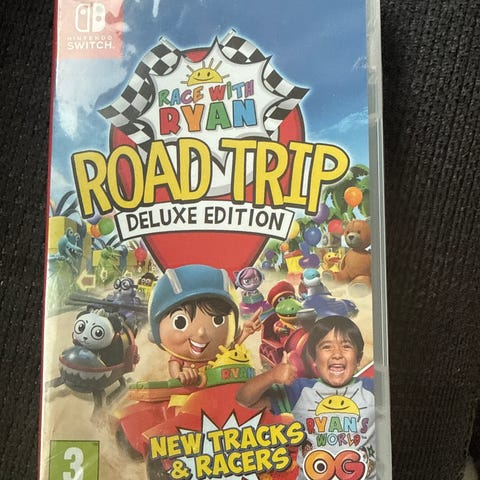 NINTENDO
SWITCH
RACE WITH
RYAN
ROAD TRIP
DELUXE EDITION
RYAN
NEW TRACKS
& RACERS
RYAN'S
WORLD
OG
3